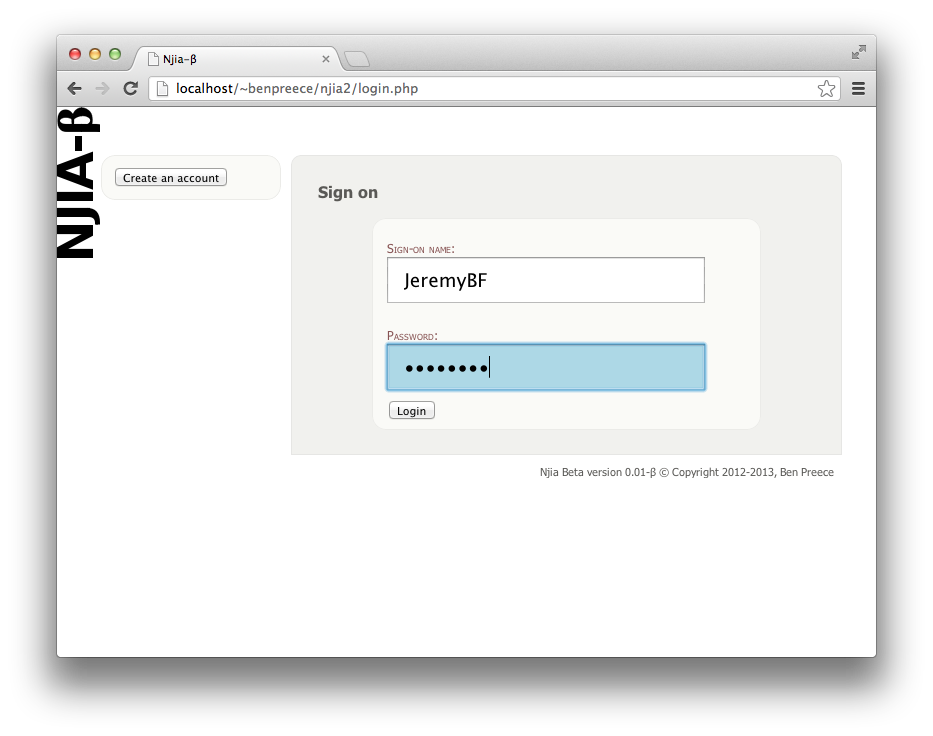 Njia-β
localhost/~benpreece/njia2/login.php
NJIA-β
Create an account
Sign on
Sign-on name:
JeremyBF
Password:
••••••••
Login
Njia Beta version 0.01-β © Copyright 2012-2013, Ben Preece